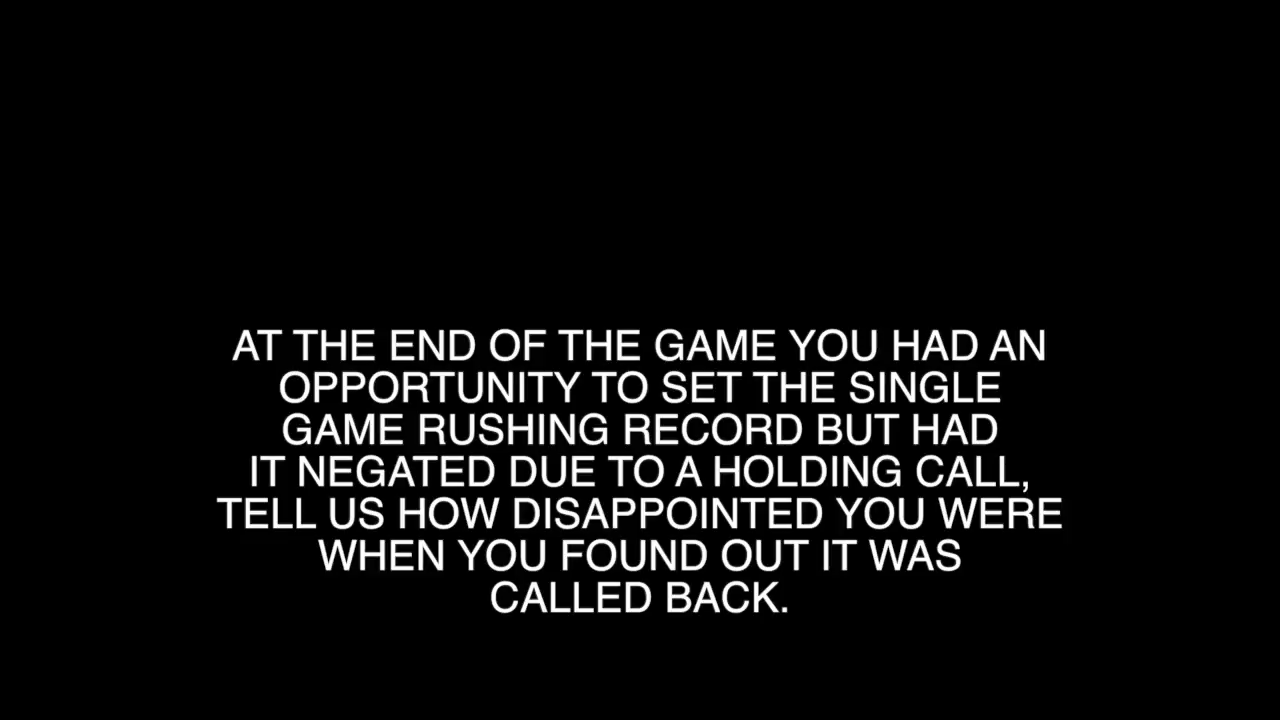 AT THE END OF THE GAME YOU HAD AN
OPPORTUNITY TO SET THE SINGLE
GAME RUSHING RECORD BUT HAD
IT NEGATED DUE TO A HOLDING CALL,
TELL US HOW DISAPPOINTED YOU WERE
WHEN YOU FOUND OUT IT WAS
CALLED BACK.